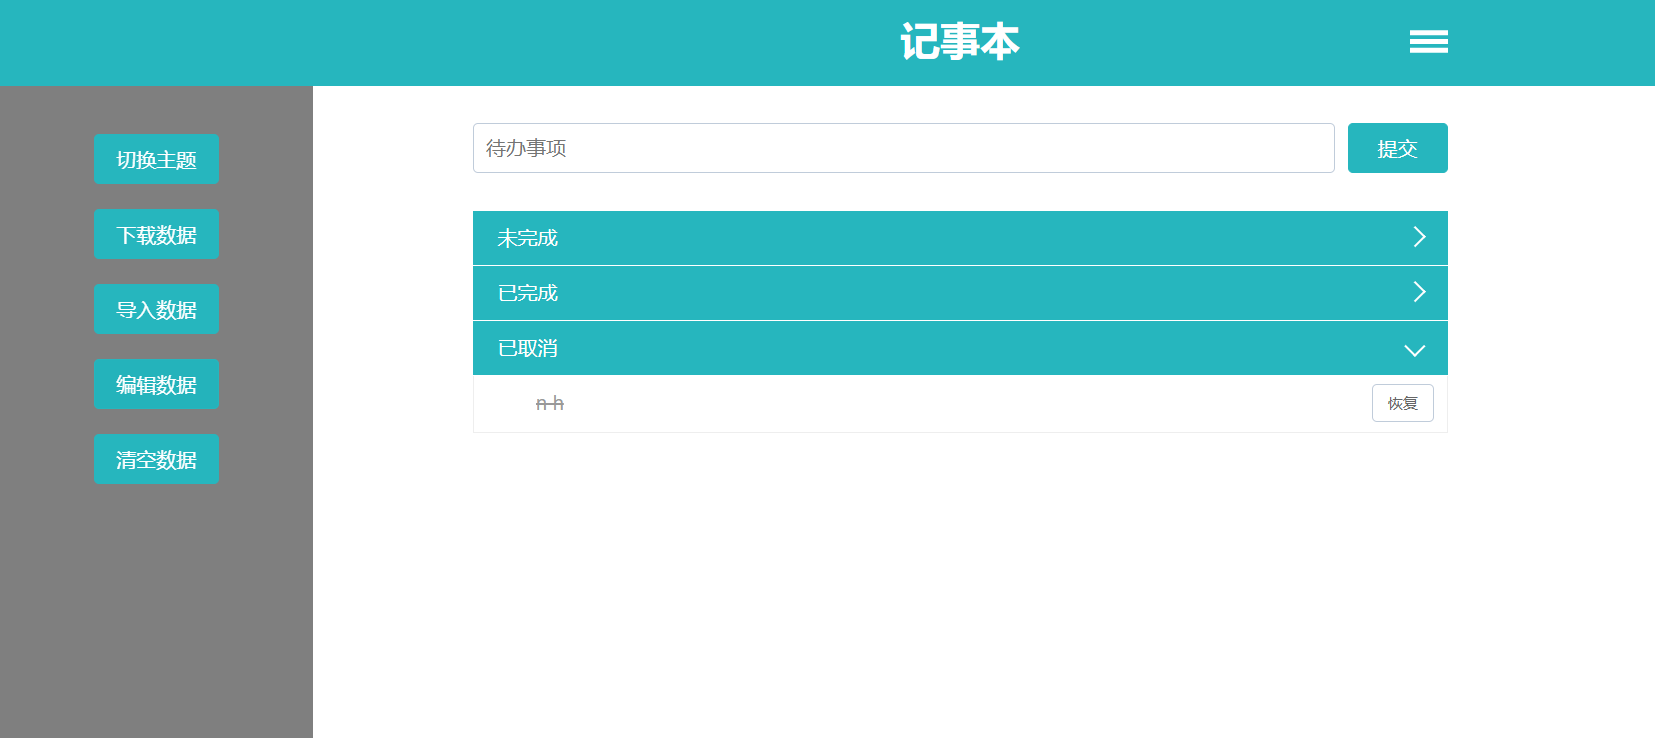 记事本
切换主题
下载数据
导入数据
编辑数据
清空数据
待办事项
提交
未完成
已完成
已取消
n h
恢复